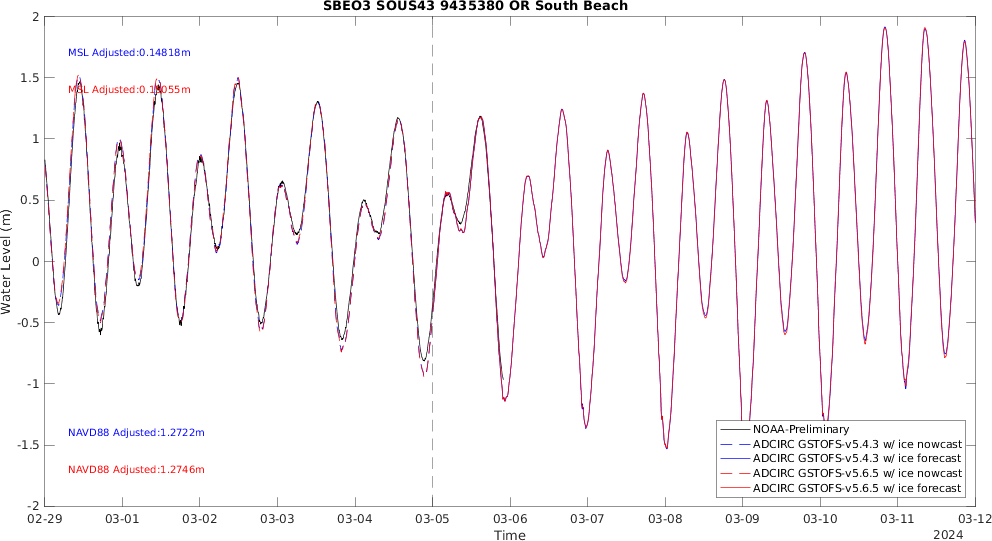 SBEO3 SOUS43 9435380 OR South Beach
Water Level (m)
2
1.5
1
0.5
0
-0.5
-1
-1.5
-2
MSL Adjusted:0.14818m
MSL
NAVD88 Adjusted:1.2722m
NAVD88 Adjusted:1.2746m
NOAA-Preliminary
ADCIRC GSTOFS-v5.4.3 w/ ice nowcast
ADCIRC GSTOFS-v5.4.3 w/ ice forecast
ADCIRC GSTOFS-v5.6.5 w/ ice nowcast
ADCIRC GSTOFS-v5.6.5 w/ ice forecast
02-29 03-01 03-02 03-03 03-04 03-05 03-06 03-07 03-08 03-09 03-10 03-11 03-12
Time
2024